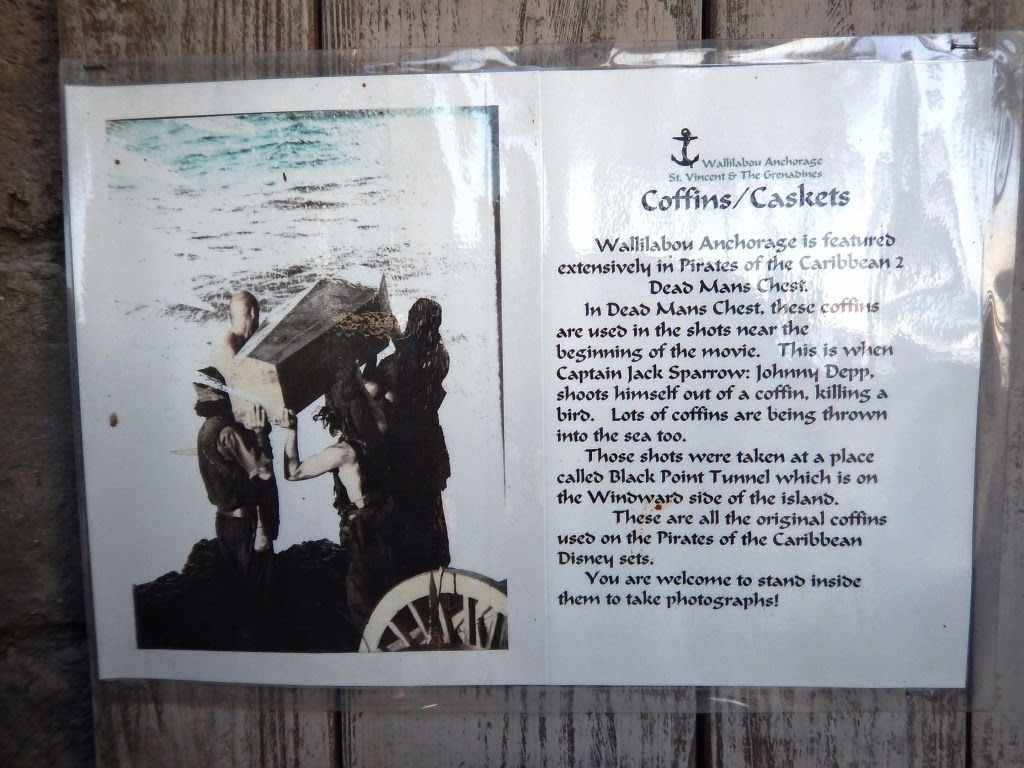 Wallilabou Anchorage
St. Vincent & The Grenadines
Coffins/Caskets
Wallilabou Anchorage is featured
extensively in Pirates of the Caribbean 2
Dead Mans Chest.
In Dead Mans Chest, these coffins
are used in the shots near the
beginning of the movie. This is when
Captain Jack Sparrow: Johnny Depp,
shoots himself out of a coffin, killing a
bird. Lots of coffins are being thrown
into the sea too.
Those shots were taken at a place
called Black Point Tunnel which is on
the Windward side of the island.
These are all the original coffins
used on the Pirates of the Caribbean
Disney sets.
You are welcome to stand inside
them to take photographs!